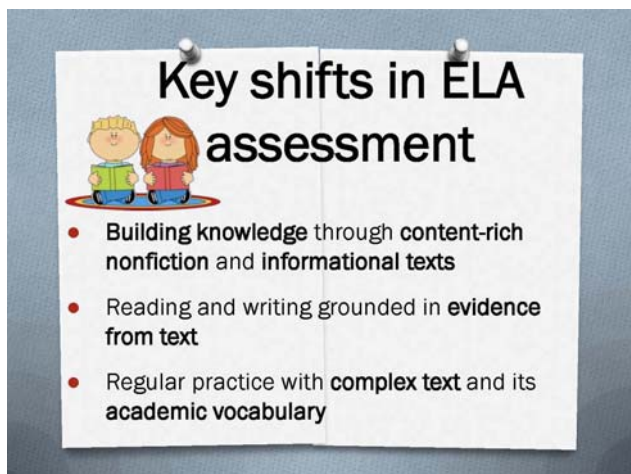 Key shifts in ELA
assessment
● Building knowledge through content-rich
nonfiction and informational texts
● Reading and writing grounded in evidence
from text
● Regular practice with complex text and its
academic vocabulary